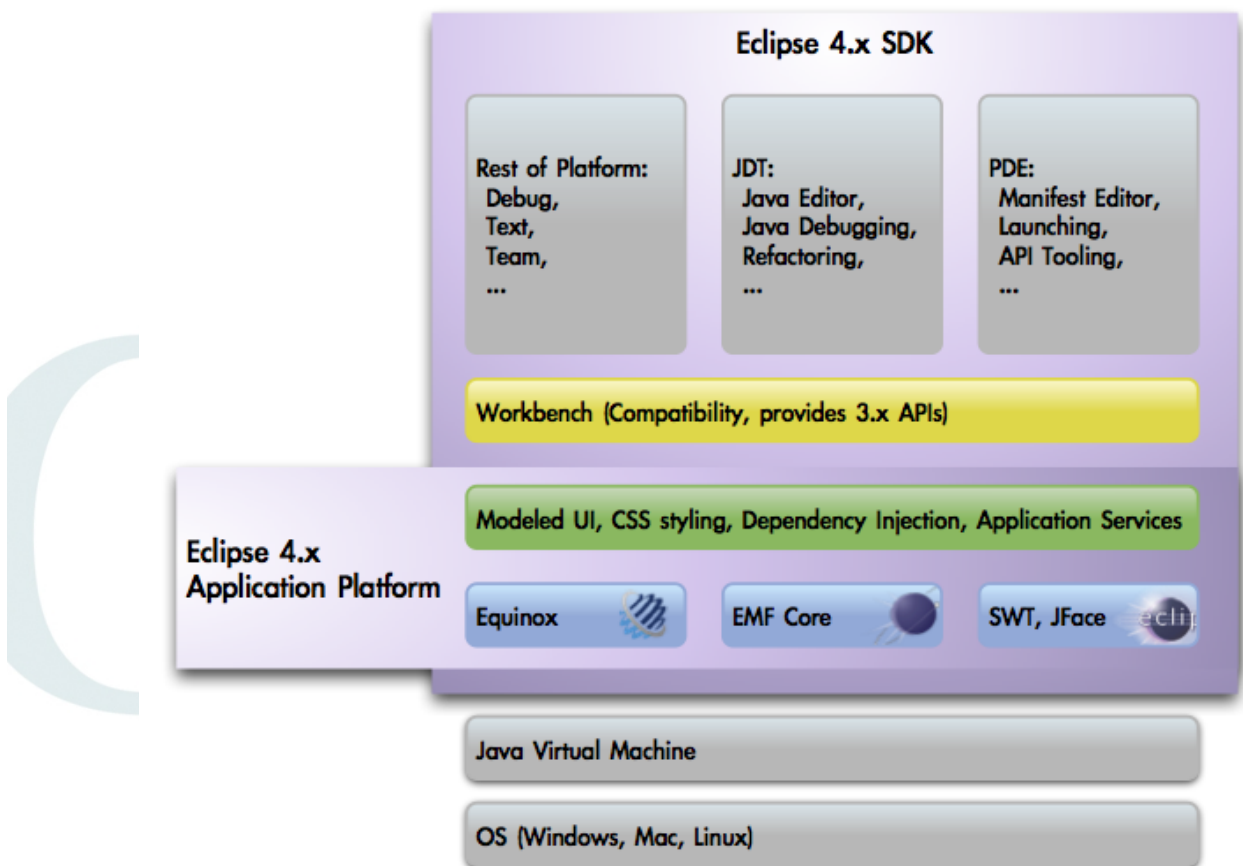 Eclipse 4.x SDK
Rest of Platform:
Debug,
Text,
Team,
...
JDT:
Java Editor,
Java Debugging,
Refactoring,
...
PDE:
Manifest Editor,
Launching,
API Tooling,
...
Workbench (Compatibility, provides 3.x APIs)
Eclipse 4.x
Application Platform
Modeled UI, CSS styling, Dependency Injection, Application Services
Equinox
EMF Core
SWT, JFace
eclip
Java Virtual Machine
OS (Windows, Mac, Linux)